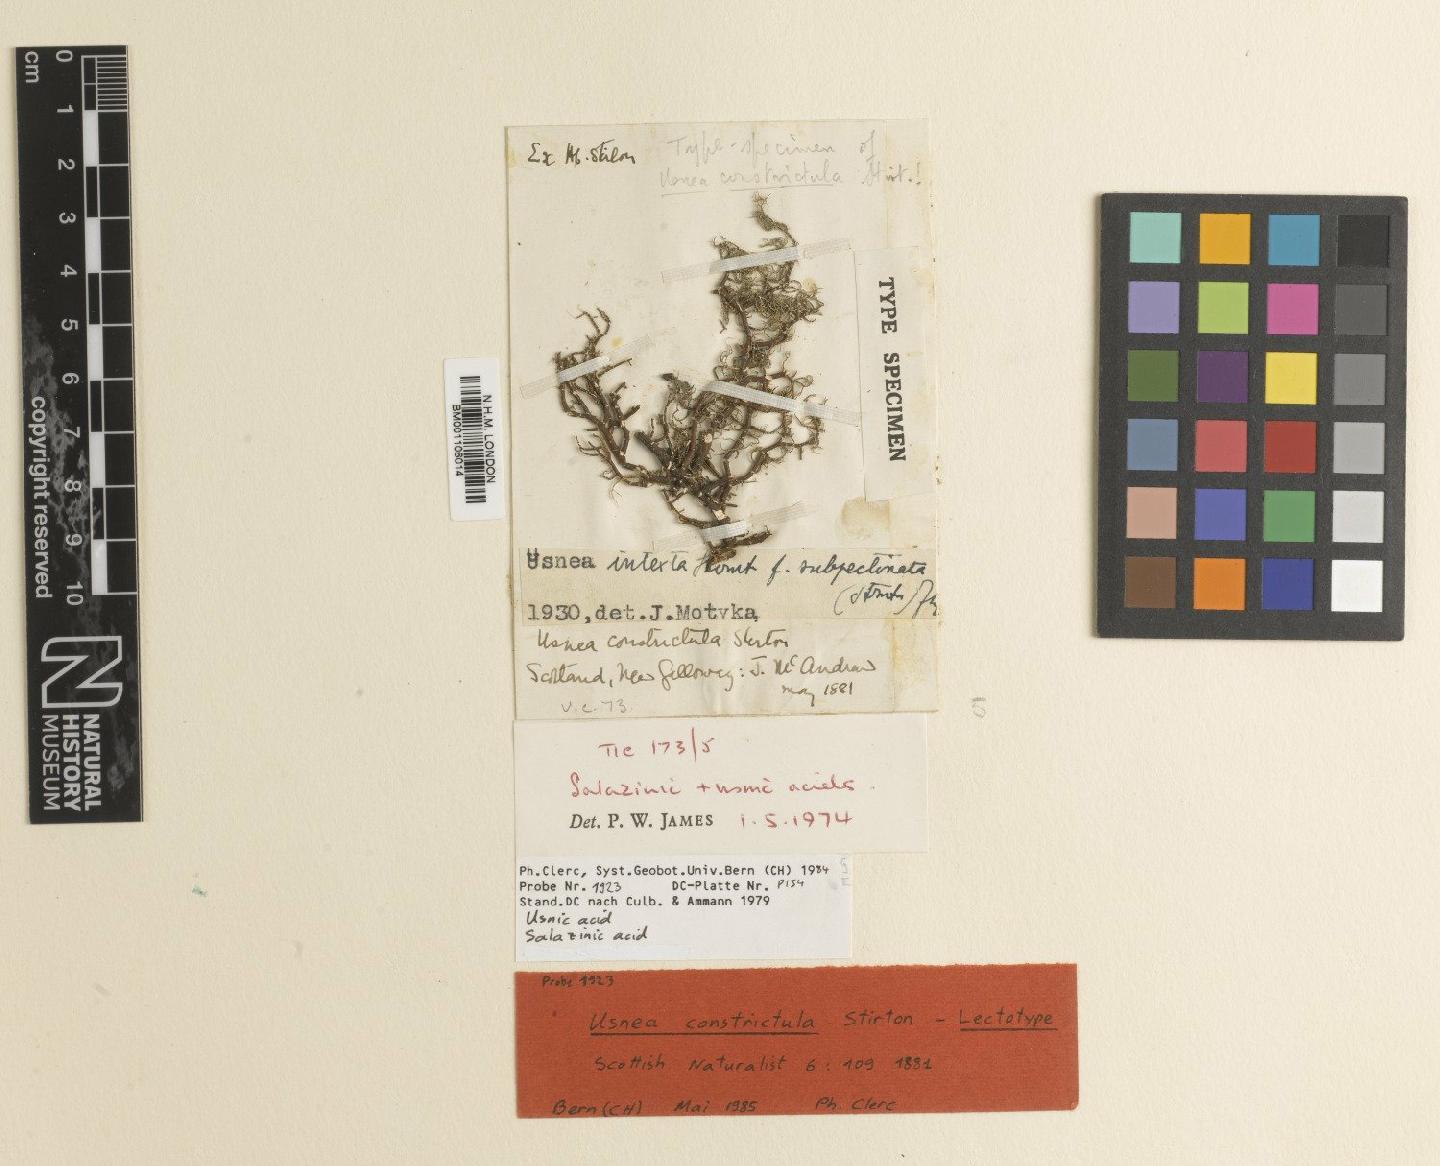 0 cm
1
2
3
4
5
6
7
8
9
10
copyright reserved
NATURAL
HISTORY
MUSEUM
N.H.M. LONDON
BM001106014
Ex Hb. Stirton
Type-specimen of
Usnea constrictula Stirt.!
TYPE SPECIMEN
Usnea intexta Stirt. f. subpectinata
(Stirt.)
1930, det. J. Motyka,
Usnea constrictula Stirton
Scotland, New Galloway: J. McAndrew
May 1881
v.c. 73.
5
TLC 173/5
Salazinic + usnic acids.
Det. P. W. JAMES 1.5.1974
Ph.Clerc, Syst.Geobot.Univ.Bern (CH) 1984
Probe Nr. 1923 DC-Platte Nr. P154
Stand.DC nach Culb. & Ammann 1979
Usnic acid
Salazinic acid
Probe 1923
Usnea constrictula Stirton - Lectotype
Scottish Naturalist 6: 109 1881
Bern (CH) Mai 1985 Ph. Clerc